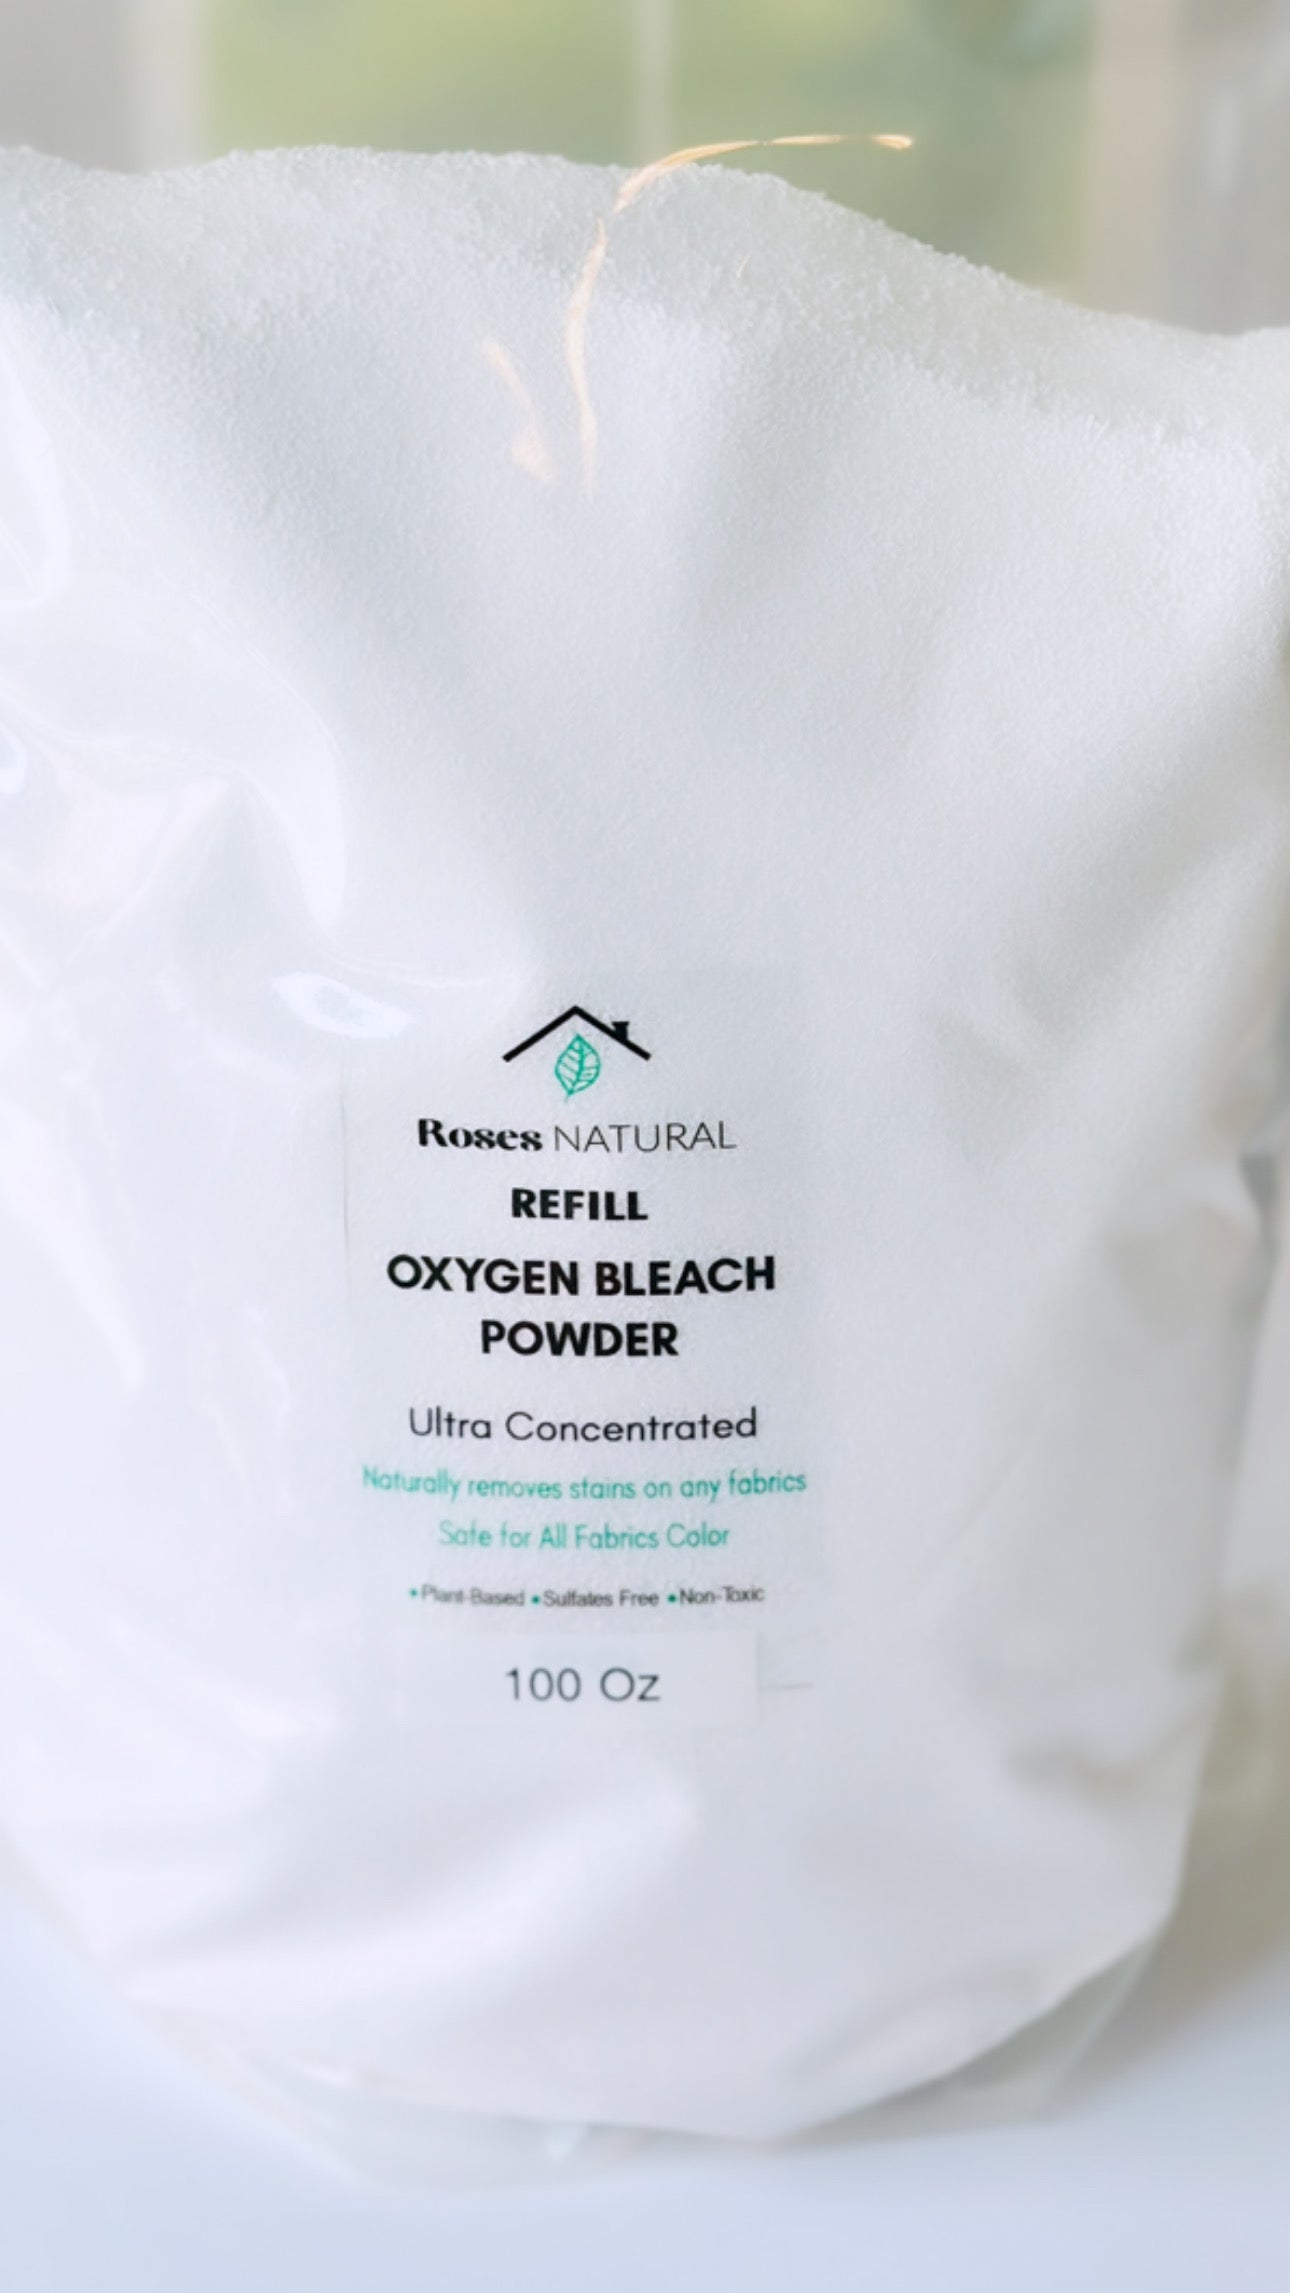 Roses NATURAL
REFILL
OXYGEN BLEACH
POWDER
Ultra Concentrated
Naturally removes stains on any fabrics
Safe for All Fabrics Color
•Plant-Based •Sulfates Free •Non-Toxic
100 Oz